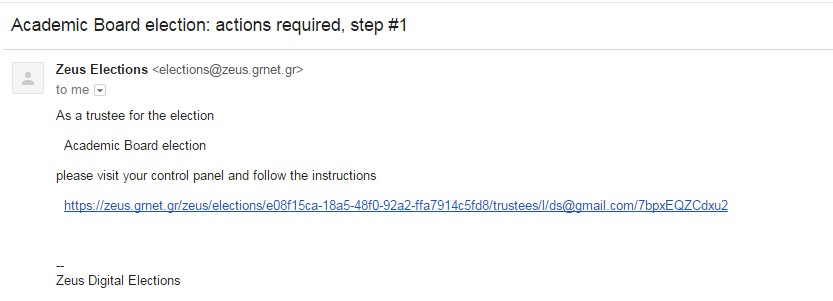 Academic Board election: actions required, step #1
Zeus Elections <elections@zeus.grnet.gr>
to me
As a trustee for the election
Academic Board election
please visit your control panel and follow the instructions
https://zeus.grnet.gr/zeus/elections/e08f15ca-18a5-48f0-92a2-ffa7914c5fd8/trustees/l/ds@gmail.com/7bpxEQZCdxu2
--
Zeus Digital Elections